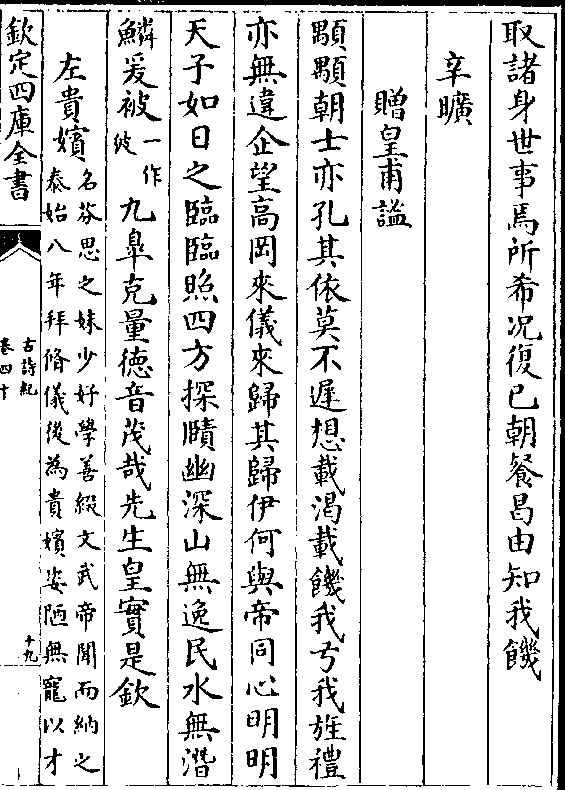 取諸身世事焉所希況復已朝餐曷由知我饑
辛曠
贈皇甫謐
顒顒朝士亦孔其依莫不遲想載渴載饑我弓我旌禮
亦無違企望高岡來儀來歸其歸伊何與帝同心明明
天子如日之臨臨照四方探賾幽深山無逸民水無潛
鱗爰被一作彼九臯克量德音茂哉先生皇實是欽
左貴嬪名芬思之妹少好學善綴文武帝聞而納之
泰始八年拜脩儀後為貴嬪姿陋無寵以才
欽定四庫全書
古詩紀
卷四十
十九